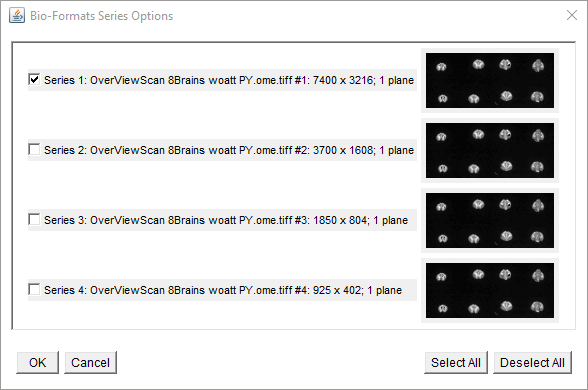 Bio-Formats Series Options
Series 1: OverViewScan 8Brains woatt PY.ome.tiff #1: 7400 x 3216; 1 plane
Series 2: OverViewScan 8Brains woatt PY.ome.tiff #2: 3700 x 1608; 1 plane
Series 3: OverViewScan 8Brains woatt PY.ome.tiff #3: 1850 x 804; 1 plane
Series 4: OverViewScan 8Brains woatt PY.ome.tiff #4: 925 x 402; 1 plane
OK Cancel Select All Deselect All